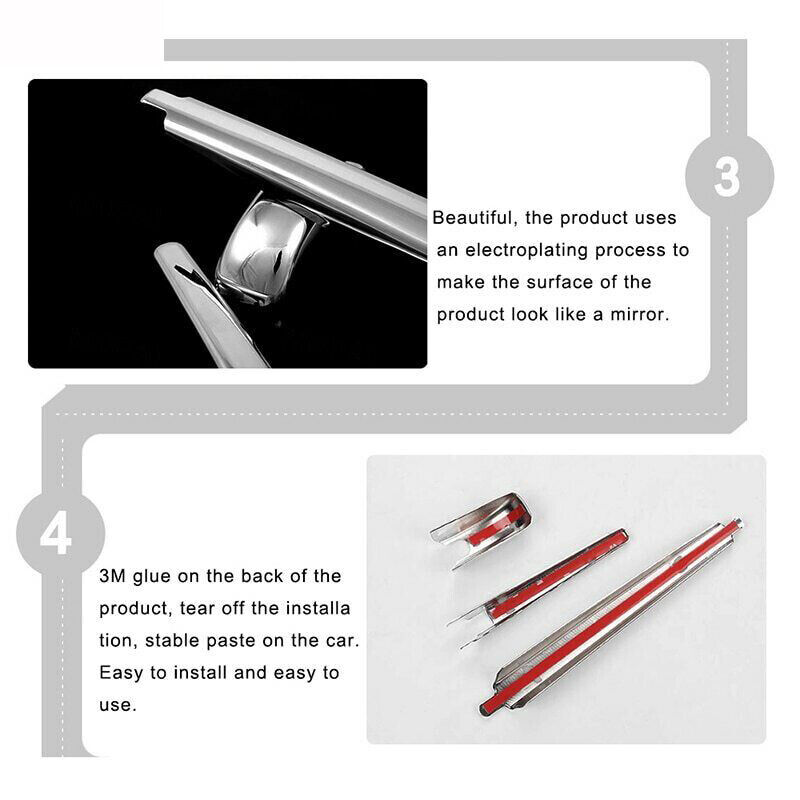 3
Beautiful, the product uses
an electroplating process to
make the surface of the
product look like a mirror.
4
3M glue on the back of the
product, tear off the installa
tion, stable paste on the car.
Easy to install and easy to
use.